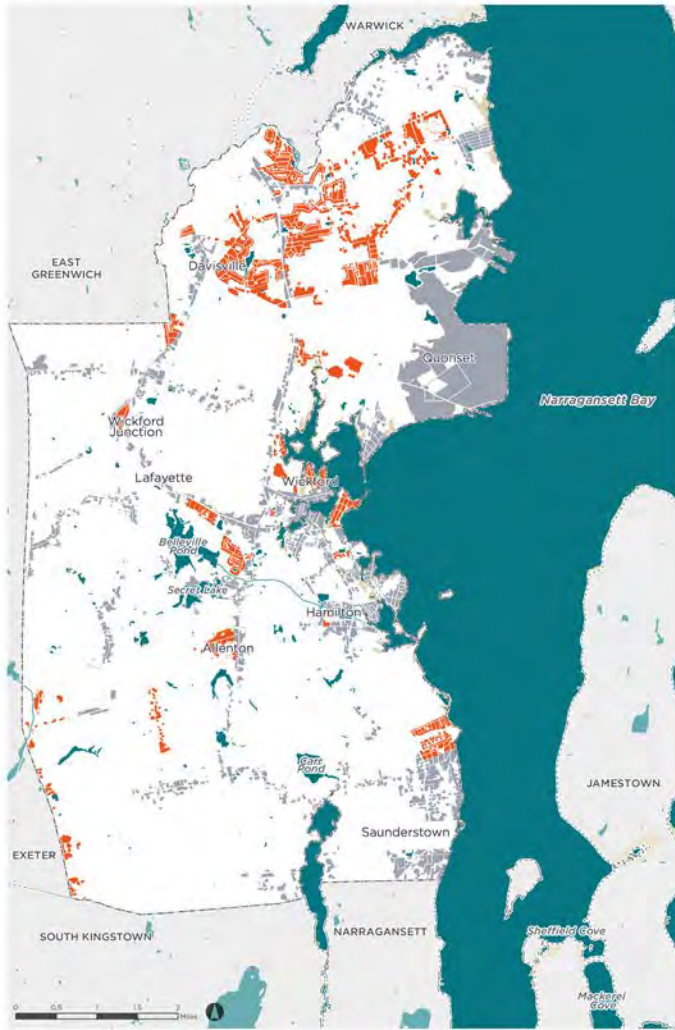 WARWICK
EAST
GREENWICH
Davisville
Quonset
Narragansett Bay
Wickford
Junction
Lafayette
Wickford
Belleville
Pond
Secret Lake
Hamilton
Allenton
Carr
Pond
JAMESTOWN
Saunderstown
EXETER
SOUTH KINGSTOWN
NARRAGANSETT
Sheffield Cove
Mackerel
Cove
0 0.5 1 1.5 2
Miles